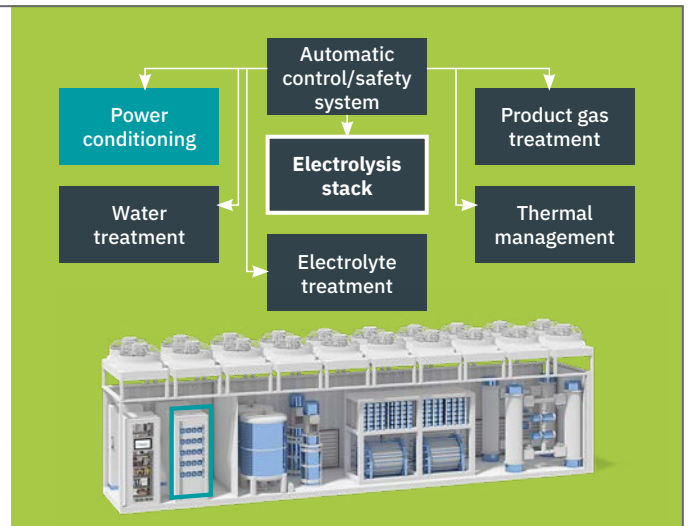 Automatic
control/safety
system
Power
conditioning
Product gas
treatment
Electrolysis
stack
Water
treatment
Thermal
management
Electrolyte
treatment